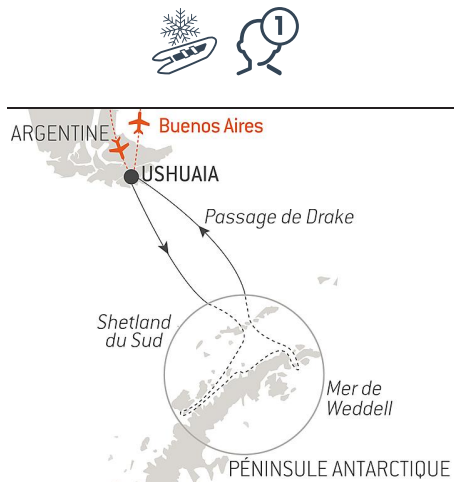 1
Buenos Aires
ARGENTINE
USHUAIA
Passage de Drake
Shetland
du Sud
Mer de
Weddell
PÉNINSULE ANTARCTIQUE